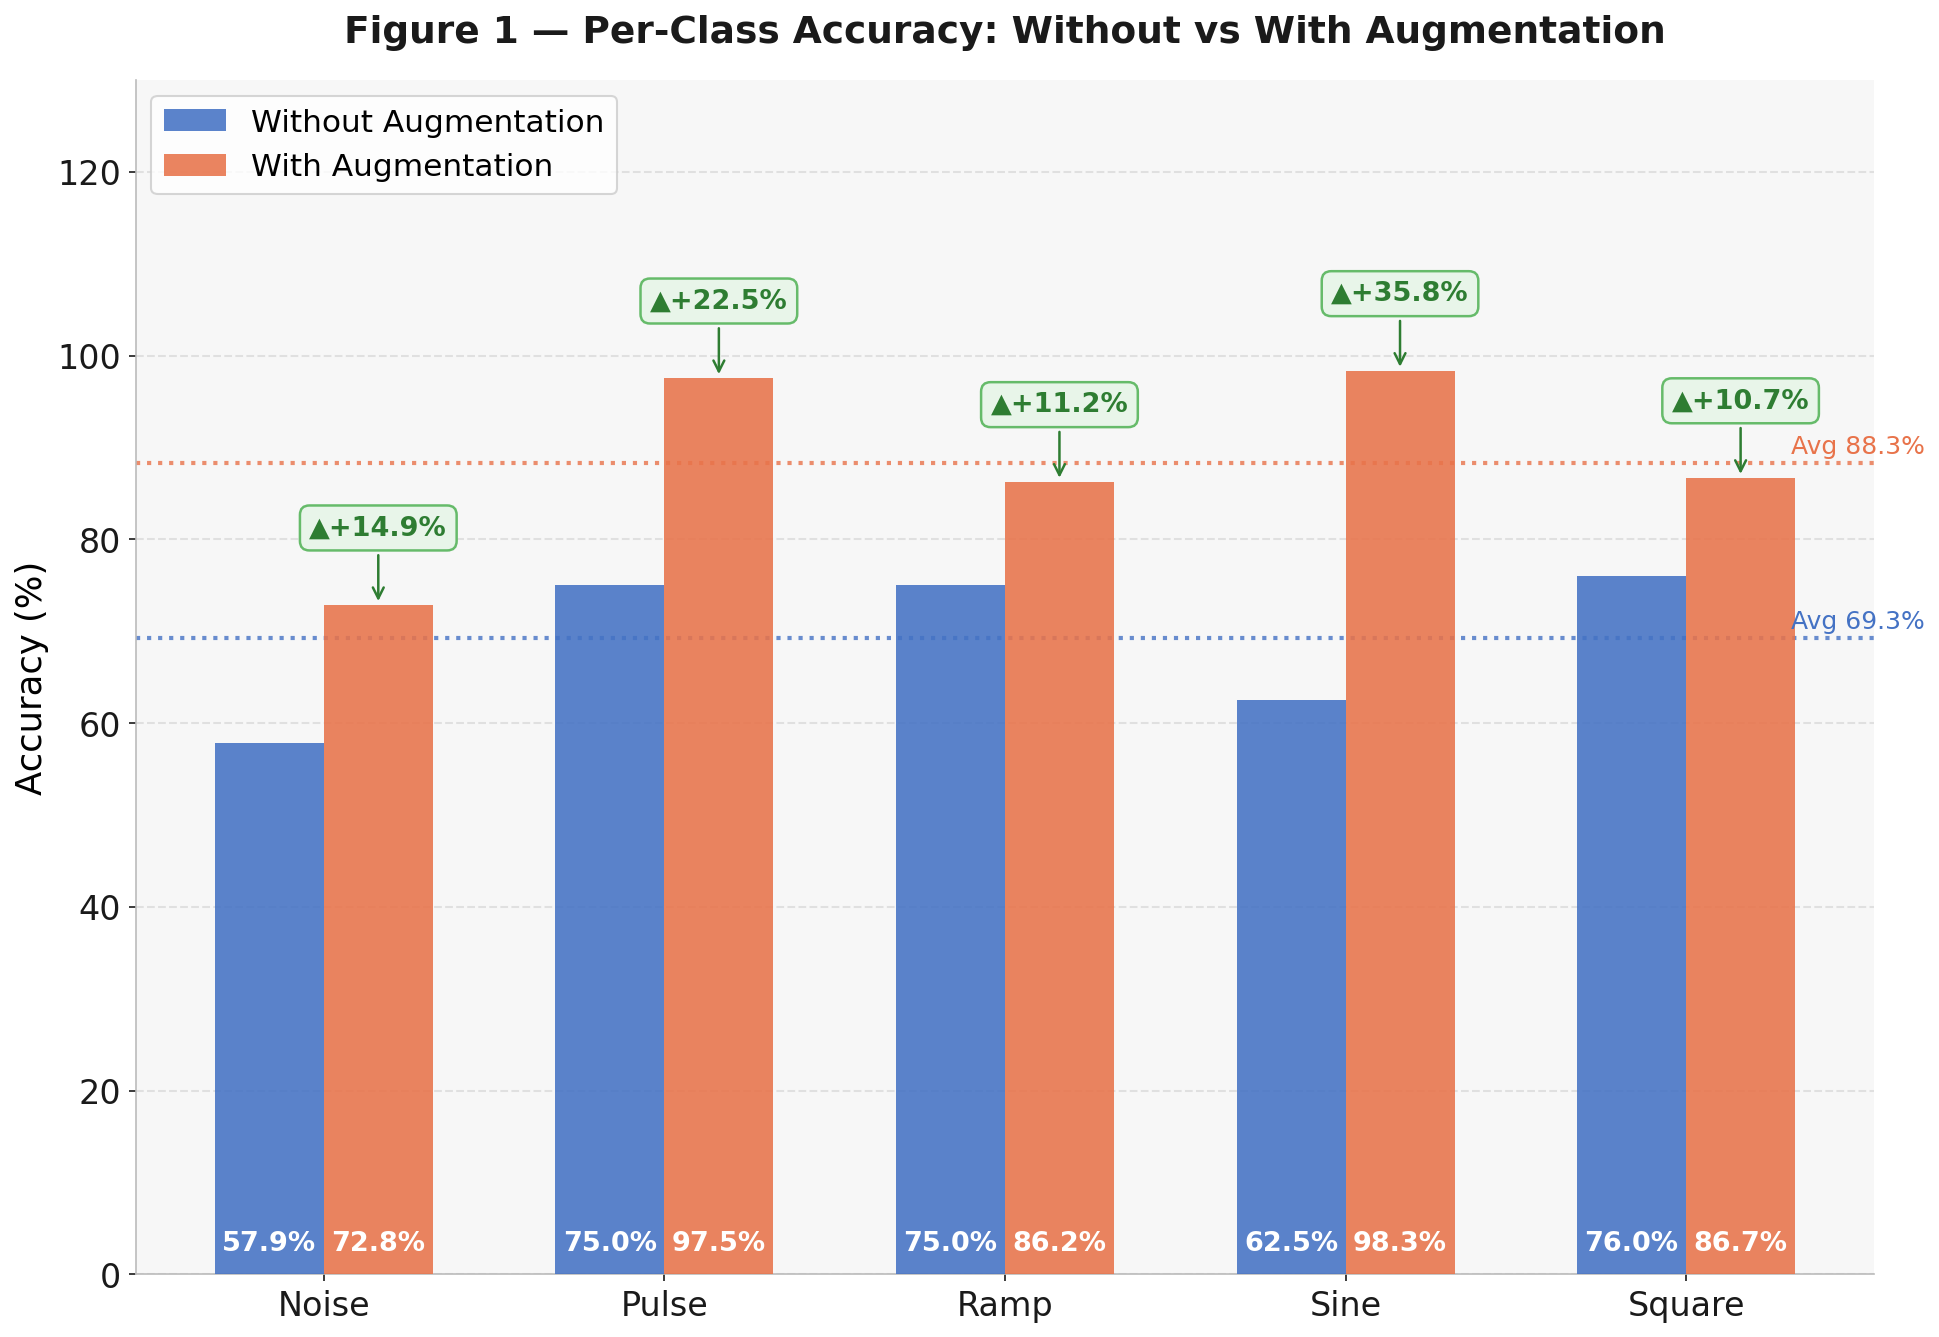 Figure 1 — Per-Class Accuracy: Without vs With Augmentation
Without Augmentation
With Augmentation
Accuracy (%)
120
100
80
60
40
20
0
▲+14.9%
▲+22.5%
▲+11.2%
▲+35.8%
▲+10.7%
Avg 88.3%
Avg 69.3%
57.9% 72.8% 75.0% 97.5% 75.0% 86.2% 62.5% 98.3% 76.0% 86.7%
Noise Pulse Ramp Sine Square